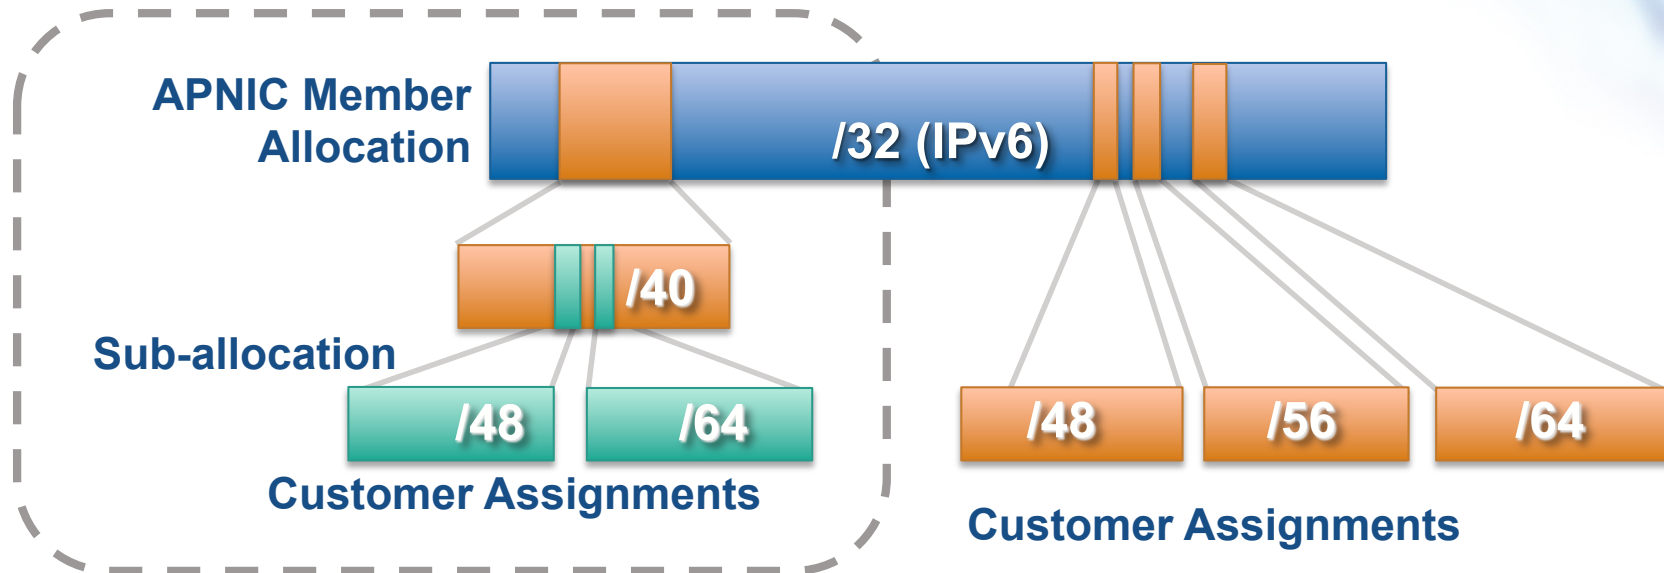 APNIC Member
Allocation
/32 (IPv6)
/40
Sub-allocation
/48
/64
/48
/56
/64
Customer Assignments
Customer Assignments